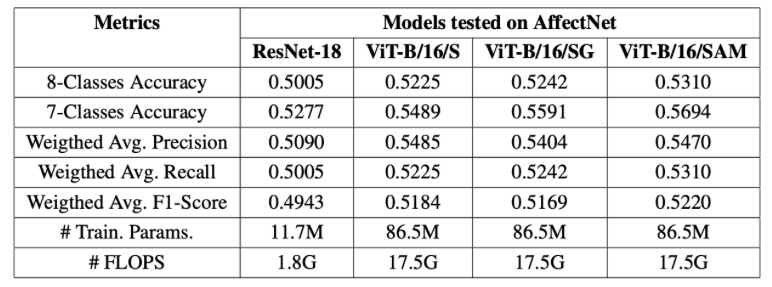 Metrics Models tested on AffectNet
ResNet-18 ViT-B/16/S ViT-B/16/SG ViT-B/16/SAM
8-Classes Accuracy 0.5005 0.5225 0.5242 0.5310
7-Classes Accuracy 0.5277 0.5489 0.5591 0.5694
Weigthed Avg. Precision 0.5090 0.5485 0.5404 0.5470
Weigthed Avg. Recall 0.5005 0.5225 0.5242 0.5310
Weigthed Avg. F1-Score 0.4943 0.5184 0.5169 0.5220
# Train. Params. 11.7M 86.5M 86.5M 86.5M
# FLOPS 1.8G 17.5G 17.5G 17.5G